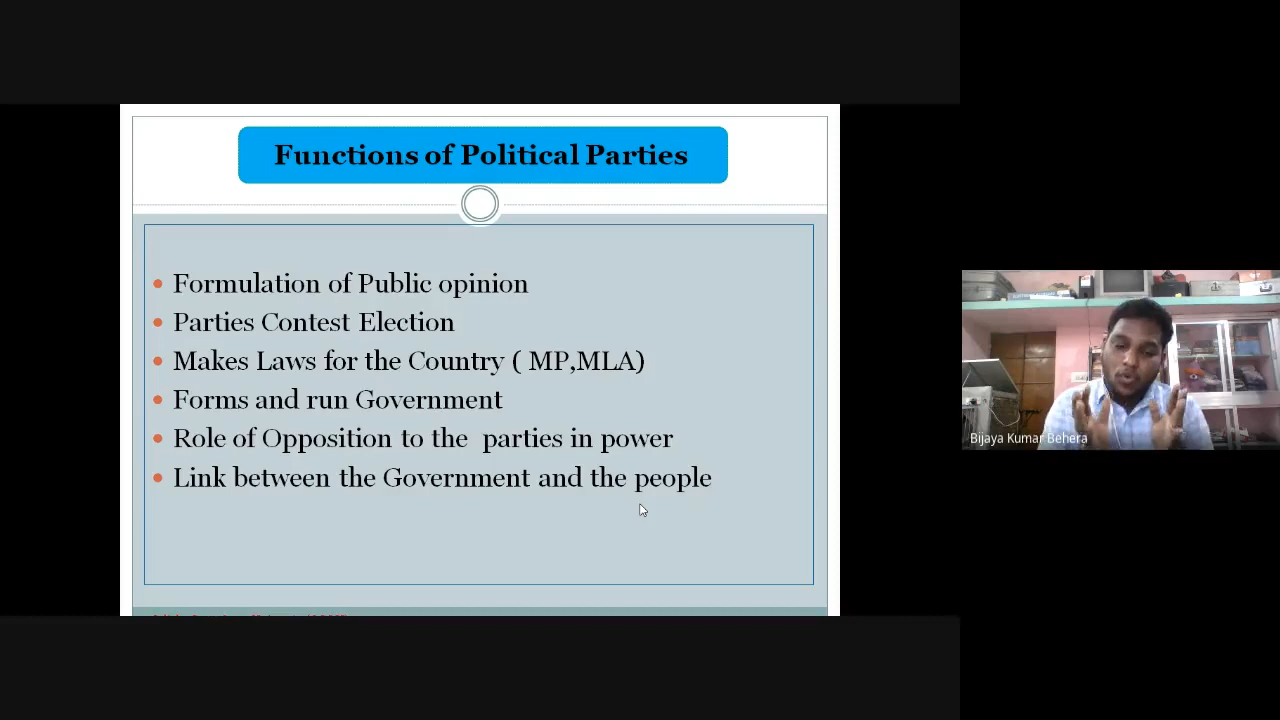 Functions of Political Parties
Formulation of Public opinion
Parties Contest Election
Makes Laws for the Country ( MP,MLA)
Forms and run Government
Role of Opposition to the parties in power
Link between the Government and the people
Bijaya Kumar Behera